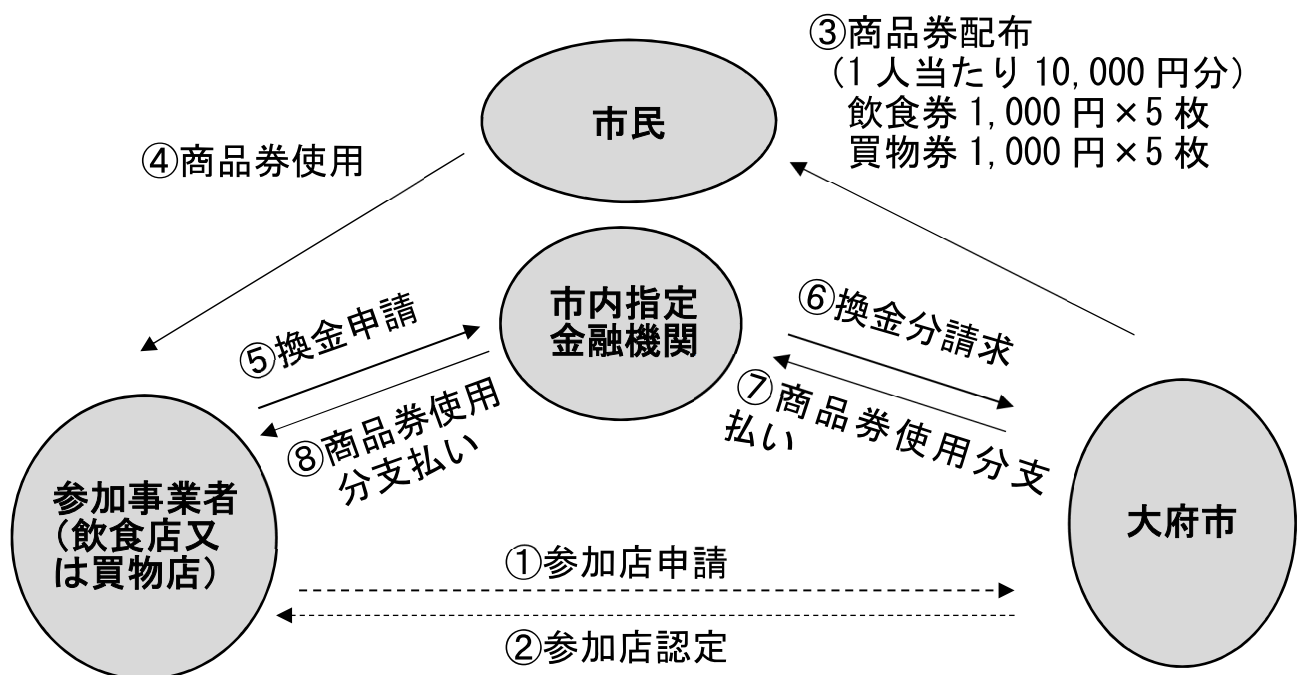 ③商品券配布
（1人当たり10,000円分）
飲食券1,000円×5枚
買物券1,000円×5枚
市民
④商品券使用
市内指定
金融機関
⑤換金申請
⑥換金分請求
⑦商品券使用分支
払い
⑧商品券使用
分支払い
参加事業者
（飲食店又
は買物店）
大府市
①参加店申請
②参加店認定